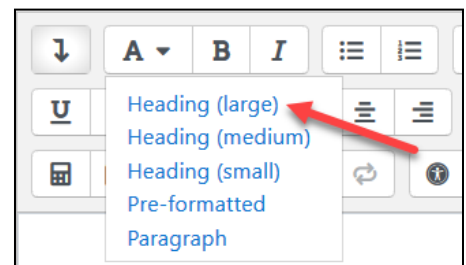 A B I
U
Heading (large)
Heading (medium)
Heading (small)
Pre-formatted
Paragraph